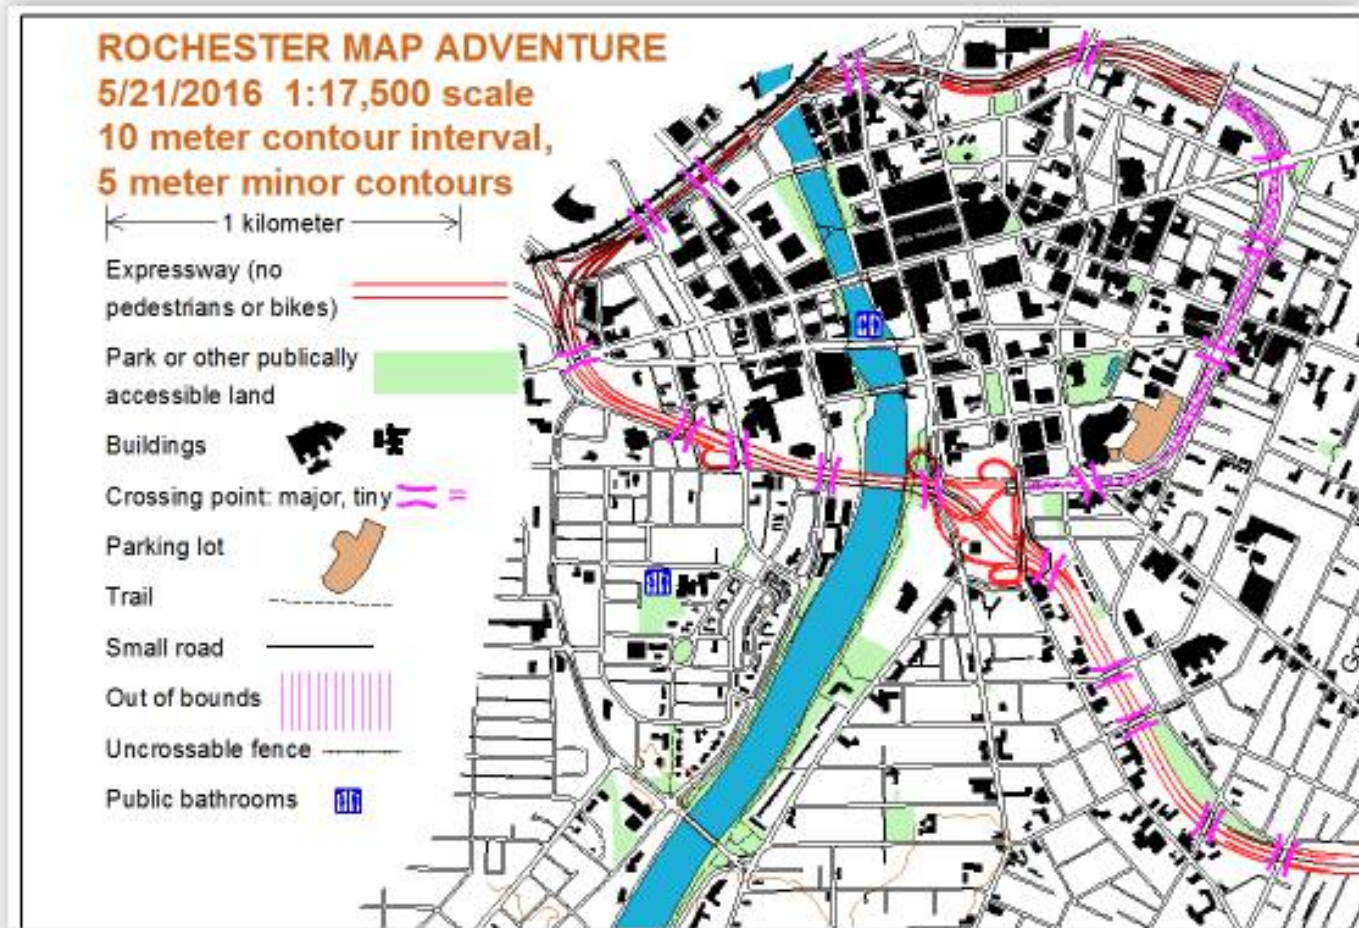 ROCHESTER MAP ADVENTURE
5/21/2016 1:17,500 scale
10 meter contour interval,
5 meter minor contours
1 kilometer
Expressway (no
pedestrians or bikes)
Park or other publically
accessible land
Buildings
Crossing point: major, tiny
Parking lot
Trail
Small road
Out of bounds
Uncrossable fence
Public bathrooms